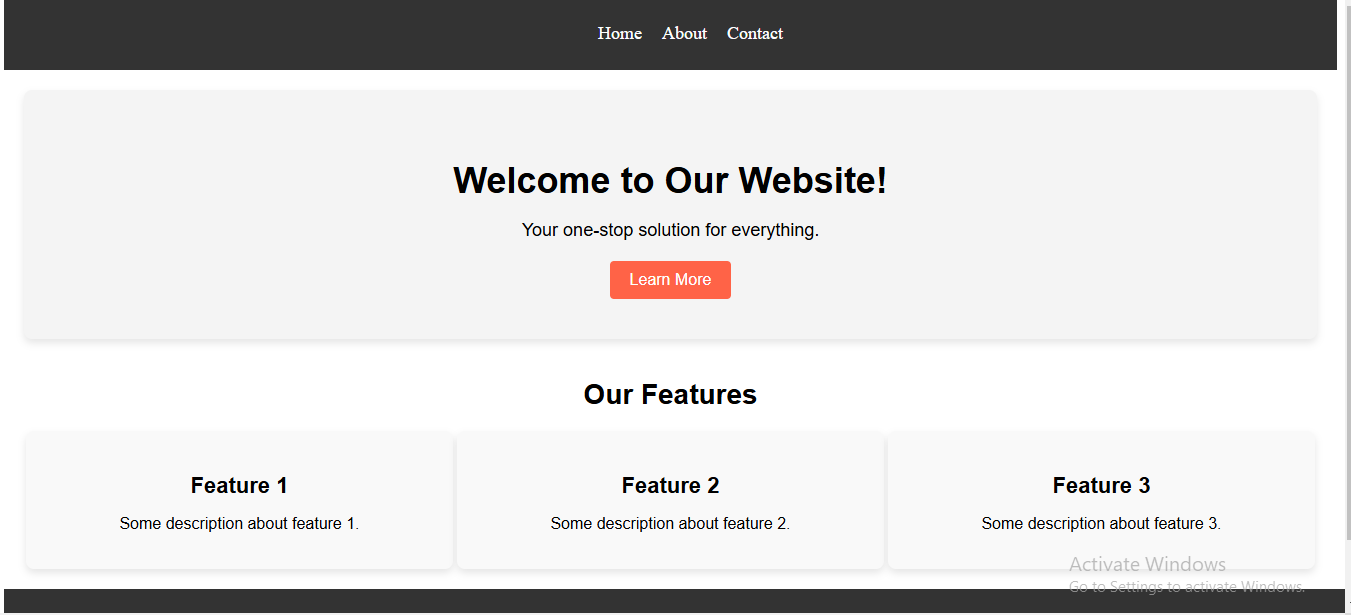 Home About Contact
Welcome to Our Website!
Your one-stop solution for everything.
Learn More
Our Features
Feature 1 Feature 2 Feature 3
Some description about feature 1. Some description about feature 2. Some description about feature 3.
Activate Windows
Go to Settings to activate Windows.